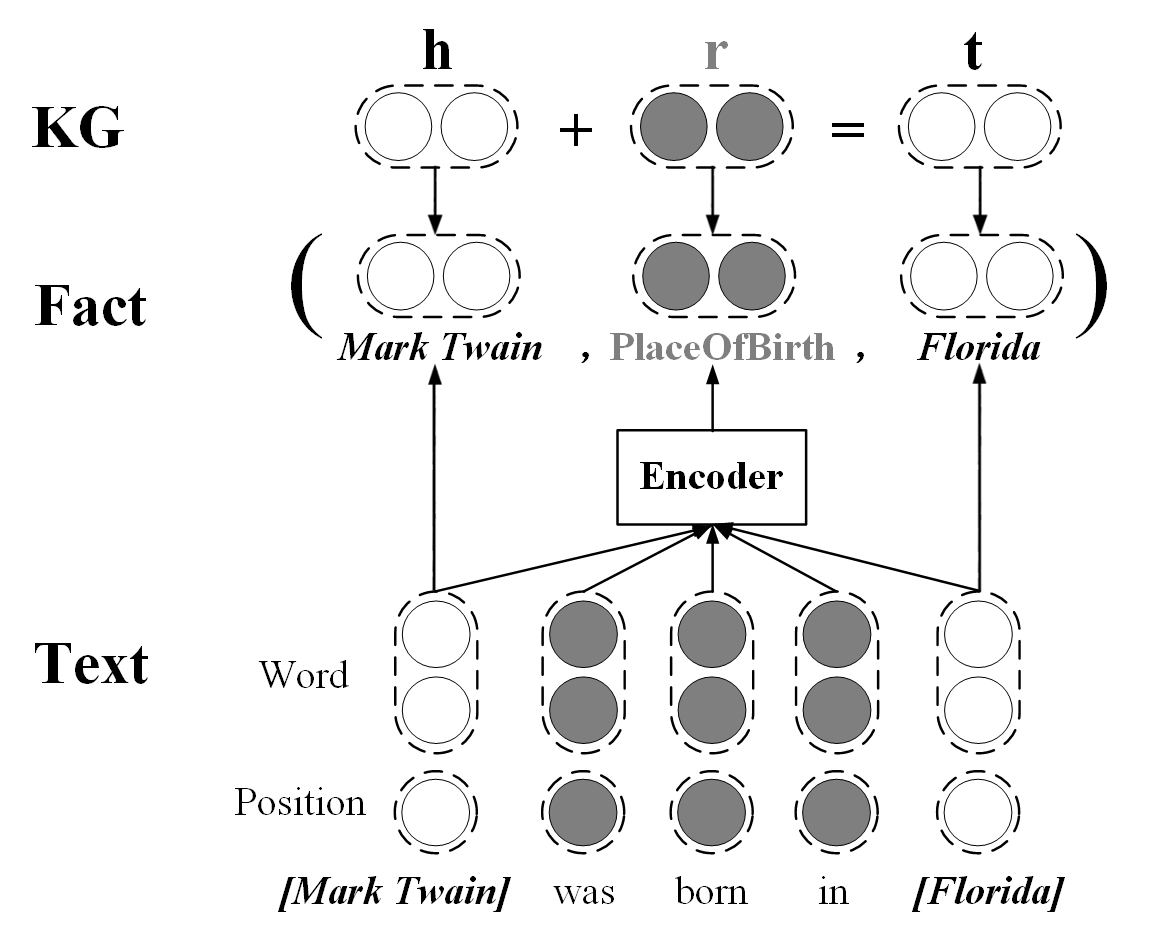 h r t
KG + =
Fact ( )
Mark Twain , PlaceOfBirth , Florida
Encoder
Text
Word
Position
[Mark Twain] was born in [Florida]